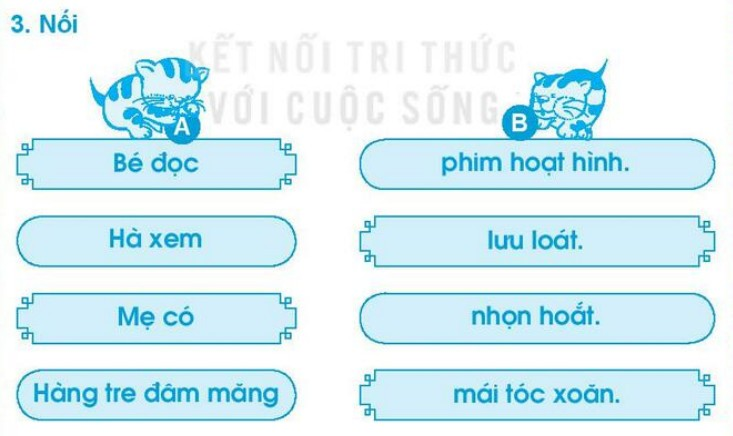 3. Nối
KẾT NỐI TRI THỨC
VỚI CUỘC SỐNG
A
B
Bé đọc
phim hoạt hình.
Hà xem
lưu loát.
Mẹ có
nhọn hoắt.
Hàng tre đâm măng
mái tóc xoăn.